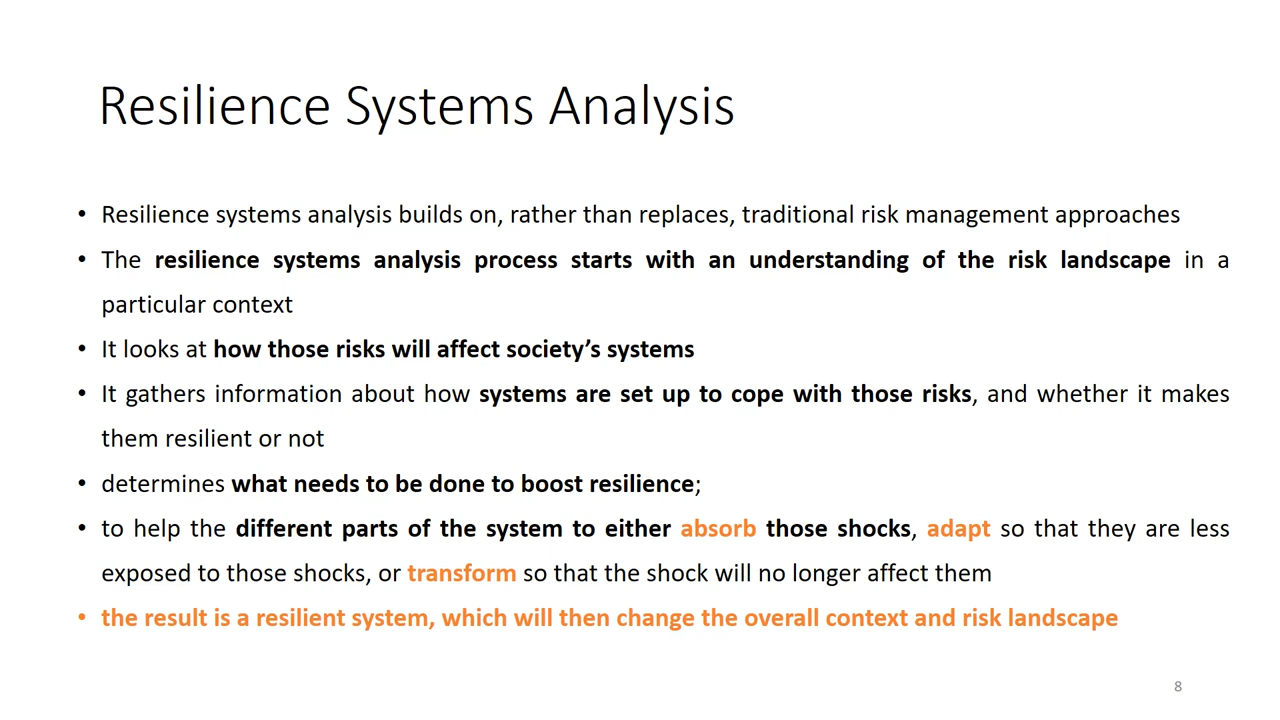 Resilience Systems Analysis
• Resilience systems analysis builds on, rather than replaces, traditional risk management approaches
• The resilience systems analysis process starts with an understanding of the risk landscape in a
particular context
• It looks at how those risks will affect society’s systems
• It gathers information about how systems are set up to cope with those risks, and whether it makes
them resilient or not
• determines what needs to be done to boost resilience;
• to help the different parts of the system to either absorb those shocks, adapt so that they are less
exposed to those shocks, or transform so that the shock will no longer affect them
• the result is a resilient system, which will then change the overall context and risk landscape
8